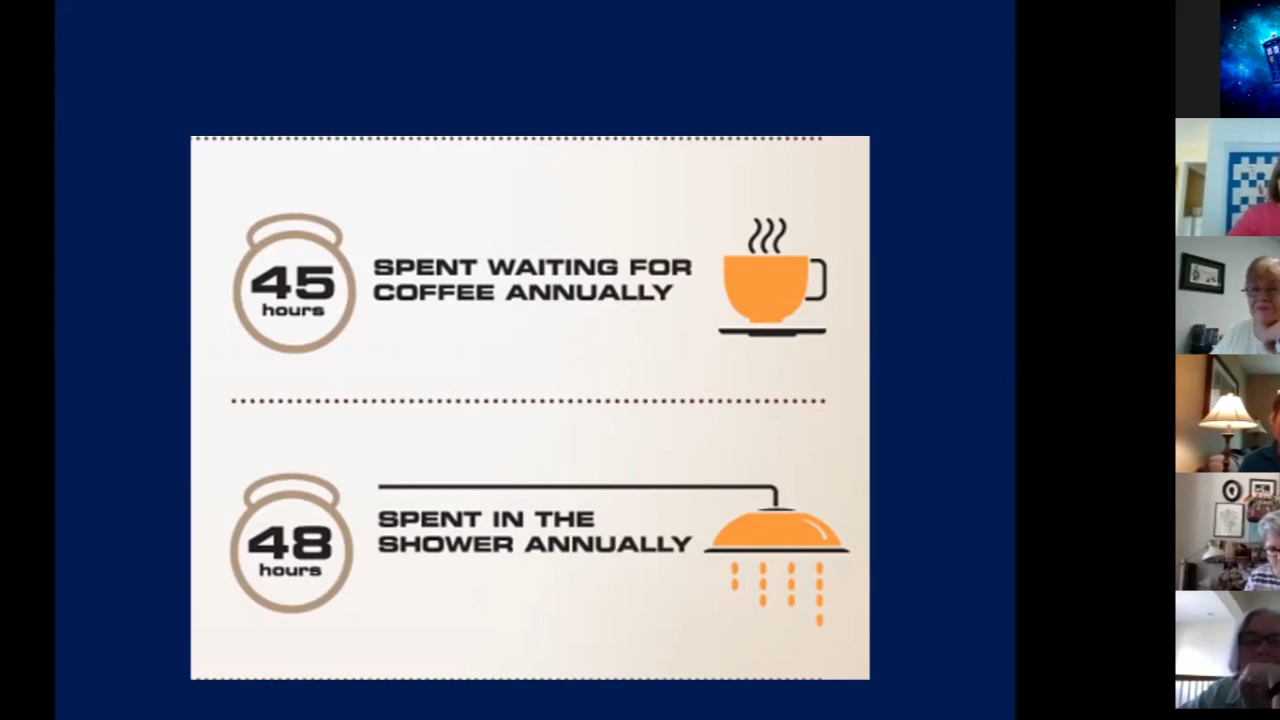 45
hours
SPENT WAITING FOR
COFFEE ANNUALLY
48
hours
SPENT IN THE
SHOWER ANNUALLY